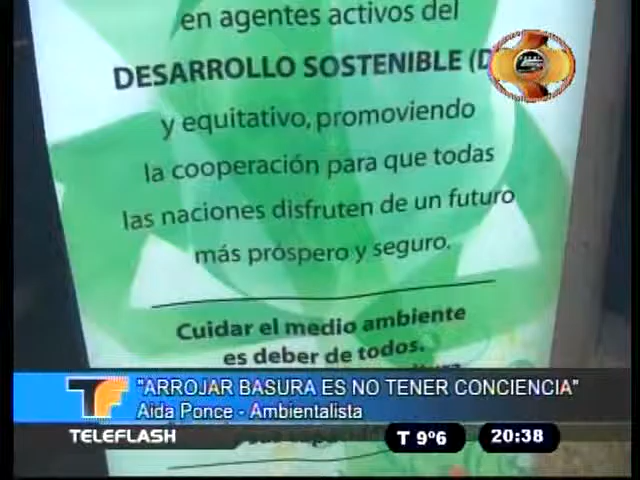 en agentes activos del
DESARROLLO SOSTENIBLE (D
y equitativo, promoviendo
la cooperación para que todas
las naciones disfruten de un futuro
más próspero y seguro.
Cuidar el medio ambiente
es deber de todos.
"ARROJAR BASURA ES NO TENER CONCIENCIA"
Aida Ponce - Ambientalista
TELEFLASH
T 9º6
20:38